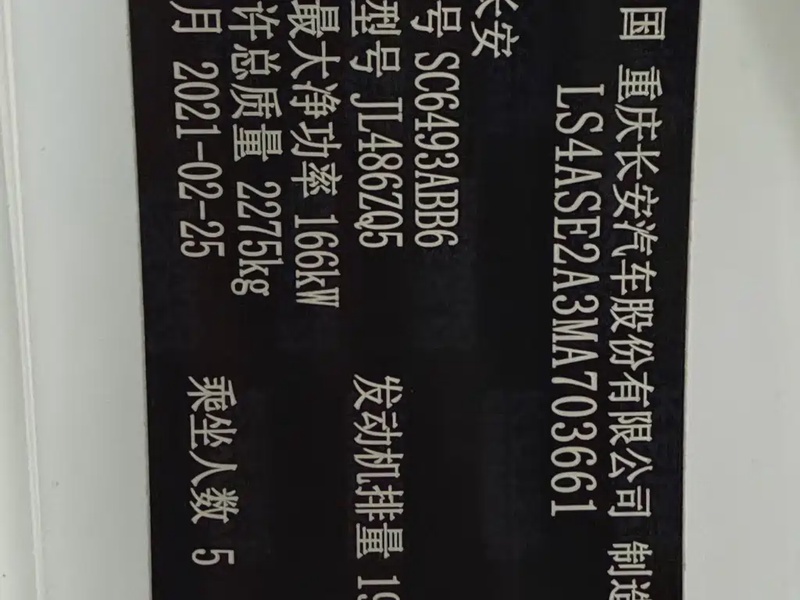 国 重庆长安汽车股份有限公司 制造
LS4ASE2A3MA703661
长安
号 SC6493ABB6
型号 JL486ZQ5 发动机排量 19
最大净功率 166kW
许总质量 2275kg
月 2021-02-25 乘坐人数 5